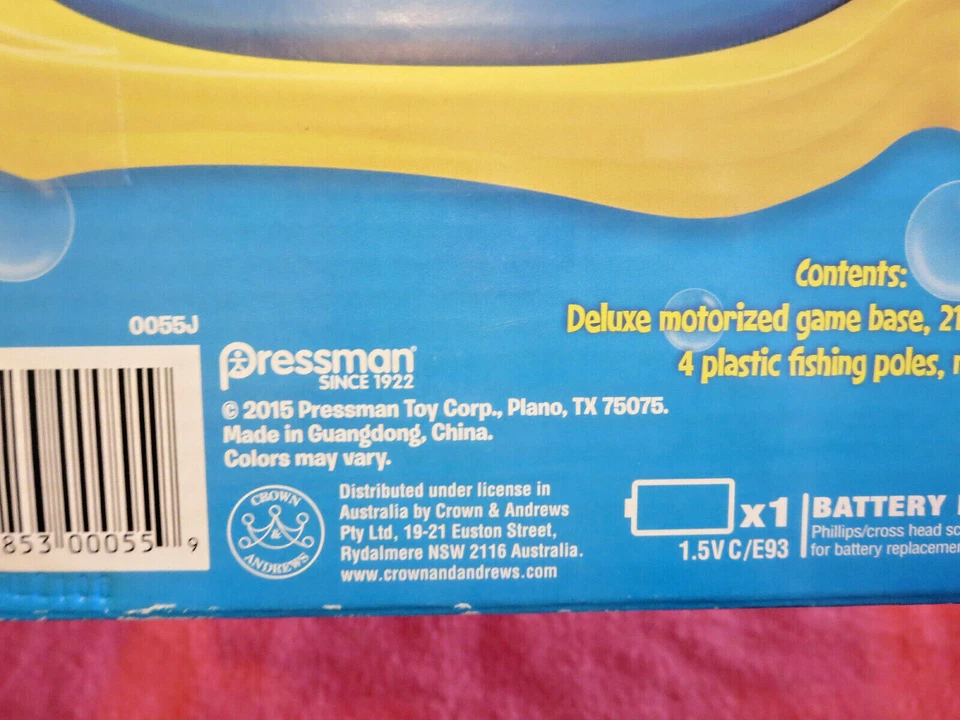 Contents:
Deluxe motorized game base, 21
4 plastic fishing poles,
0055J
Pressman®
SINCE 1922
© 2015 Pressman Toy Corp., Plano, TX 75075.
Made in Guangdong, China.
Colors may vary.
853 00055 9
CROWN
&
ANDREWS
Distributed under license in
Australia by Crown & Andrews
Pty Ltd, 19-21 Euston Street,
Rydalmere NSW 2116 Australia.
www.crownandandrews.com
x1
1.5V C/E93
BATTERY
Phillips/cross head
for battery